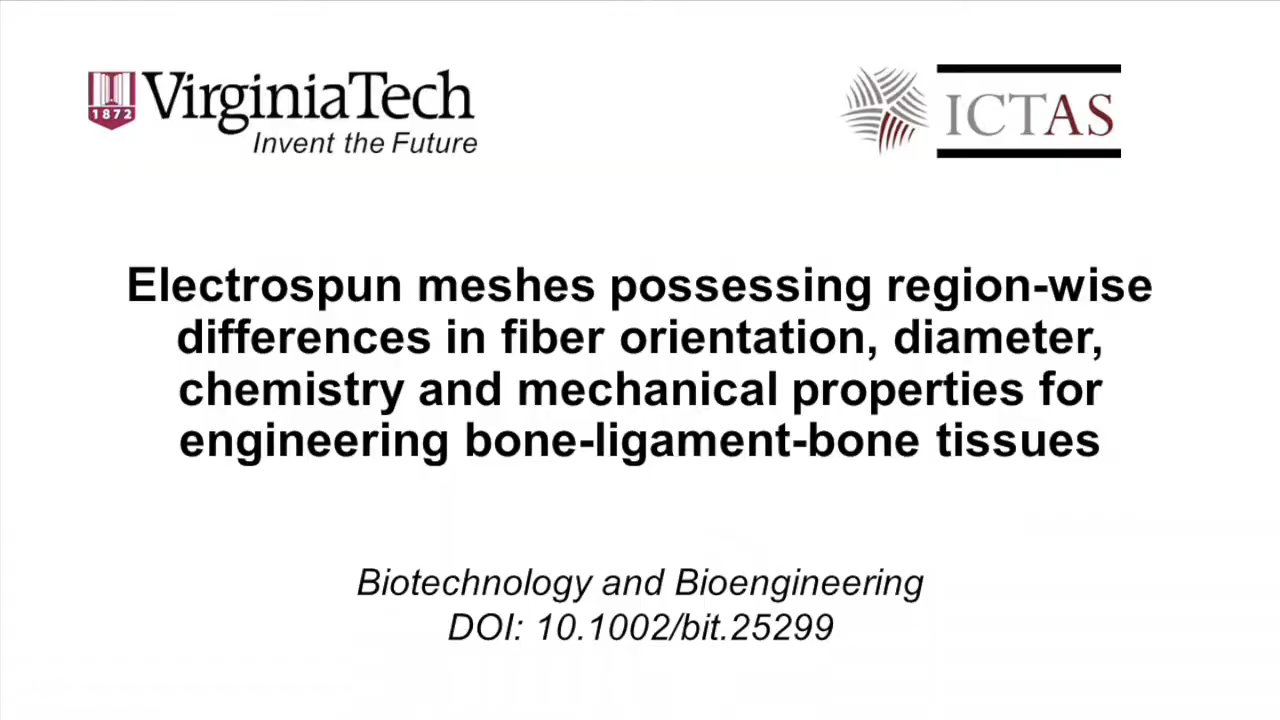 1872
VirginiaTech
Invent the Future
ICTAS
Electrospun meshes possessing region-wise
differences in fiber orientation, diameter,
chemistry and mechanical properties for
engineering bone-ligament-bone tissues
Biotechnology and Bioengineering
DOI: 10.1002/bit.25299